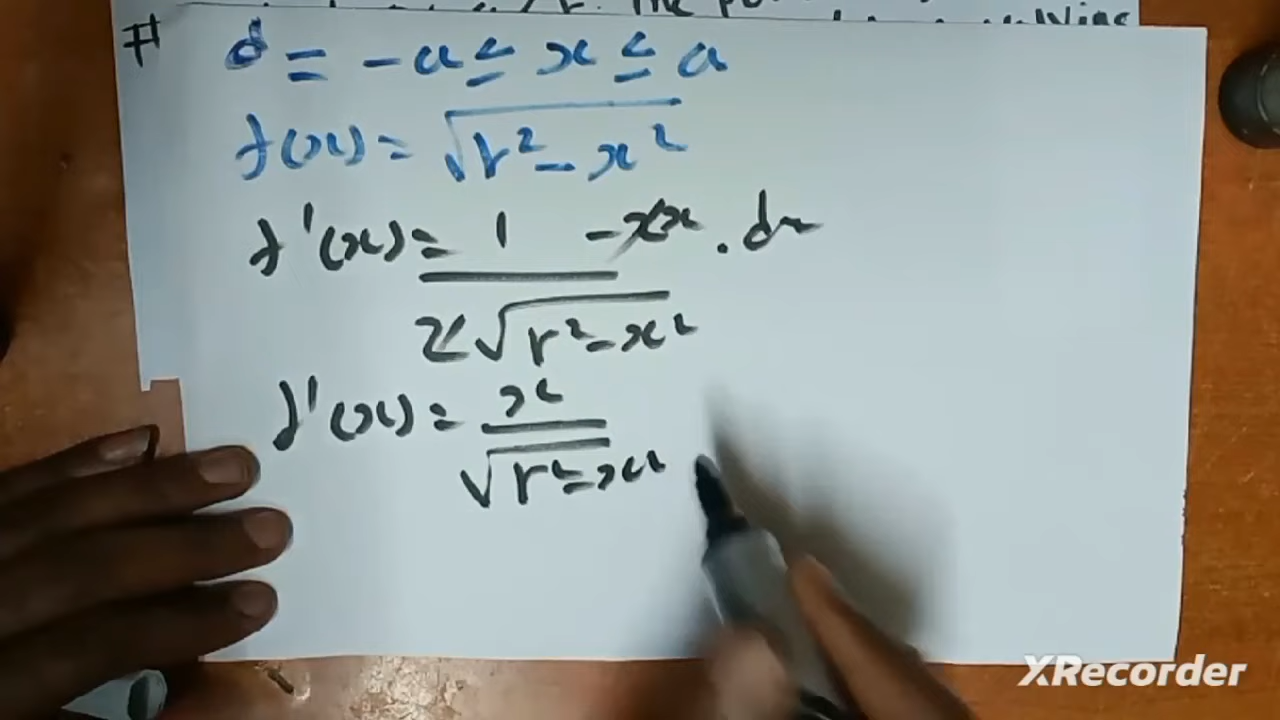 # d = -a ≤ x ≤ a
f(x) = √r² - x²
f'(x) = 1 -2x . dx
2√r² - x²
f'(x) = x
√r² - x²
XRecorder